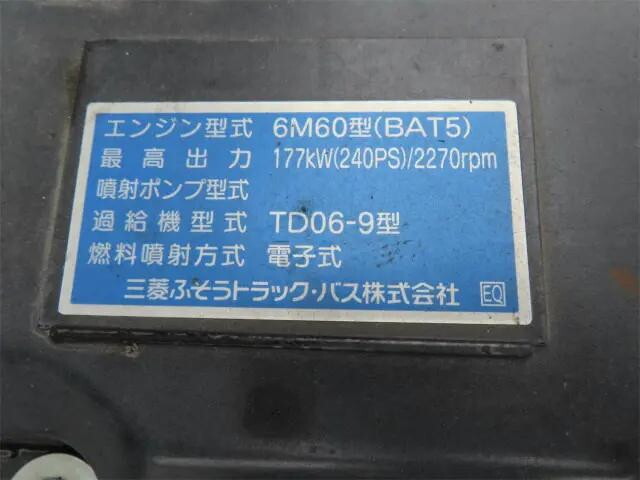 エンジン型式 6M60型(BAT5)
最高出力 177kW(240PS)/2270rpm
噴射ポンプ型式
過給機型式 TD06-9型
燃料噴射方式 電子式
三菱ふそうトラック・バス株式会社 EQ